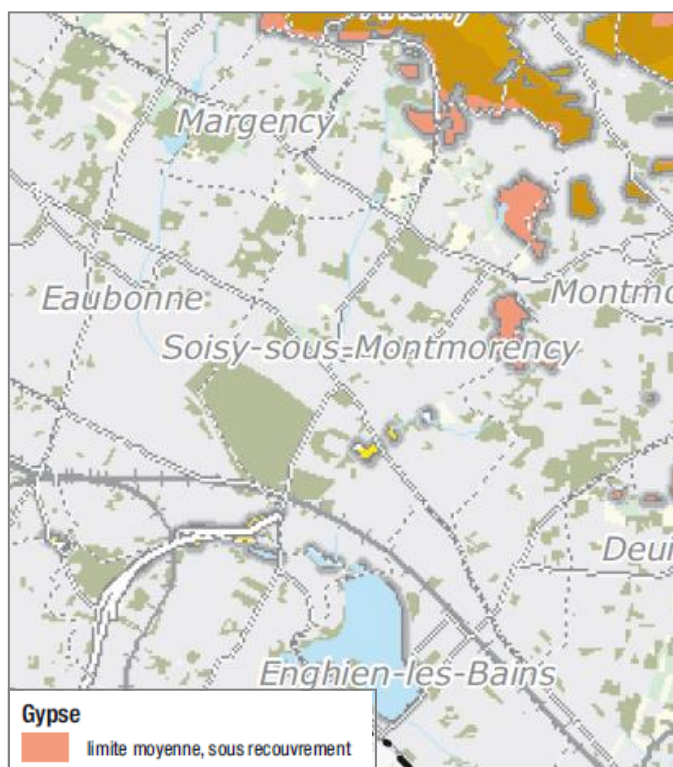 Margency
Eaubonne
Montmo
Soisy-sous-Montmorency
Deui
Enghien-les-Bains
Gypse
limite moyenne, sous recouvrement